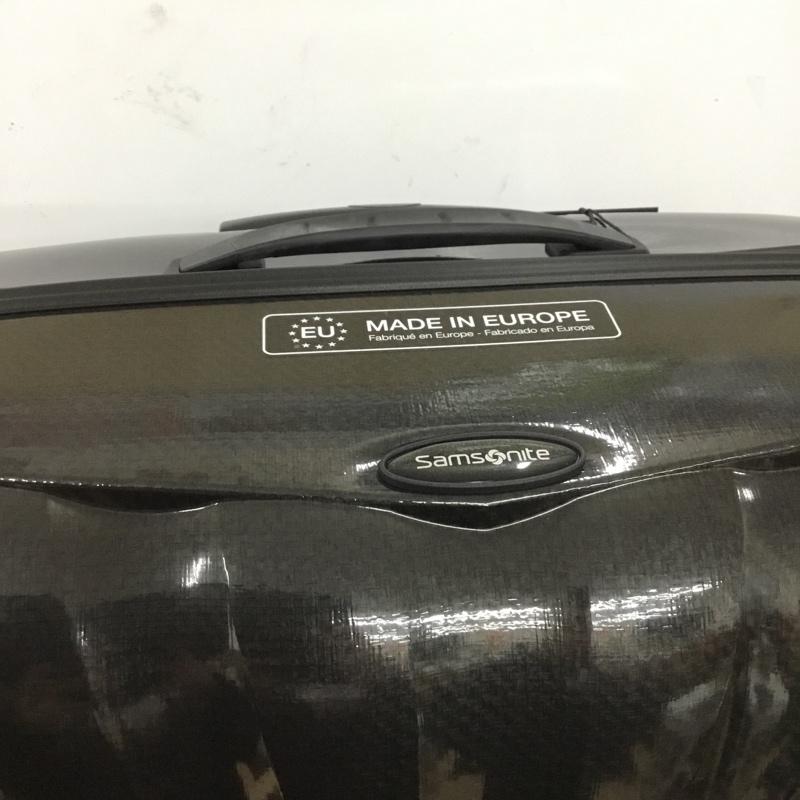 EU
MADE IN EUROPE
Fabriqué en Europe - Fabricado en Europa
Samsonite